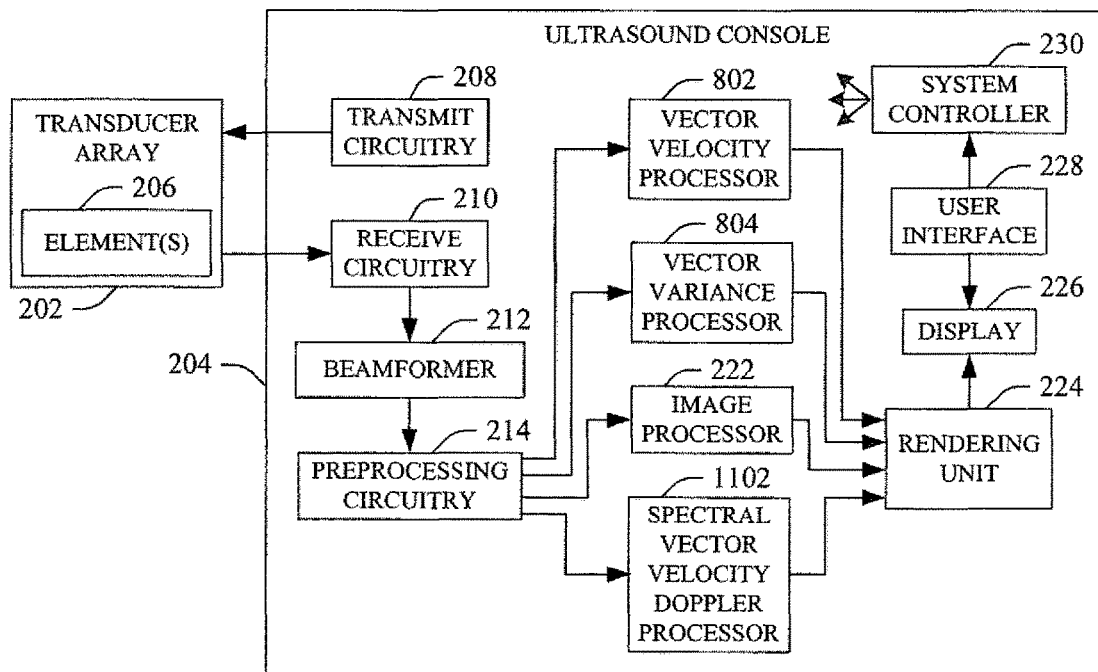 ULTRASOUND CONSOLE
TRANSDUCER
ARRAY
206
ELEMENT(S)
202
204
208
TRANSMIT
CIRCUITRY
210
RECEIVE
CIRCUITRY
212
BEAMFORMER
214
PREPROCESSING
CIRCUITRY
802
VECTOR
VELOCITY
PROCESSOR
804
VECTOR
VARIANCE
PROCESSOR
222
IMAGE
PROCESSOR
1102
SPECTRAL
VECTOR
VELOCITY
DOPPLER
PROCESSOR
230
SYSTEM
CONTROLLER
228
USER
INTERFACE
226
DISPLAY
224
RENDERING
UNIT